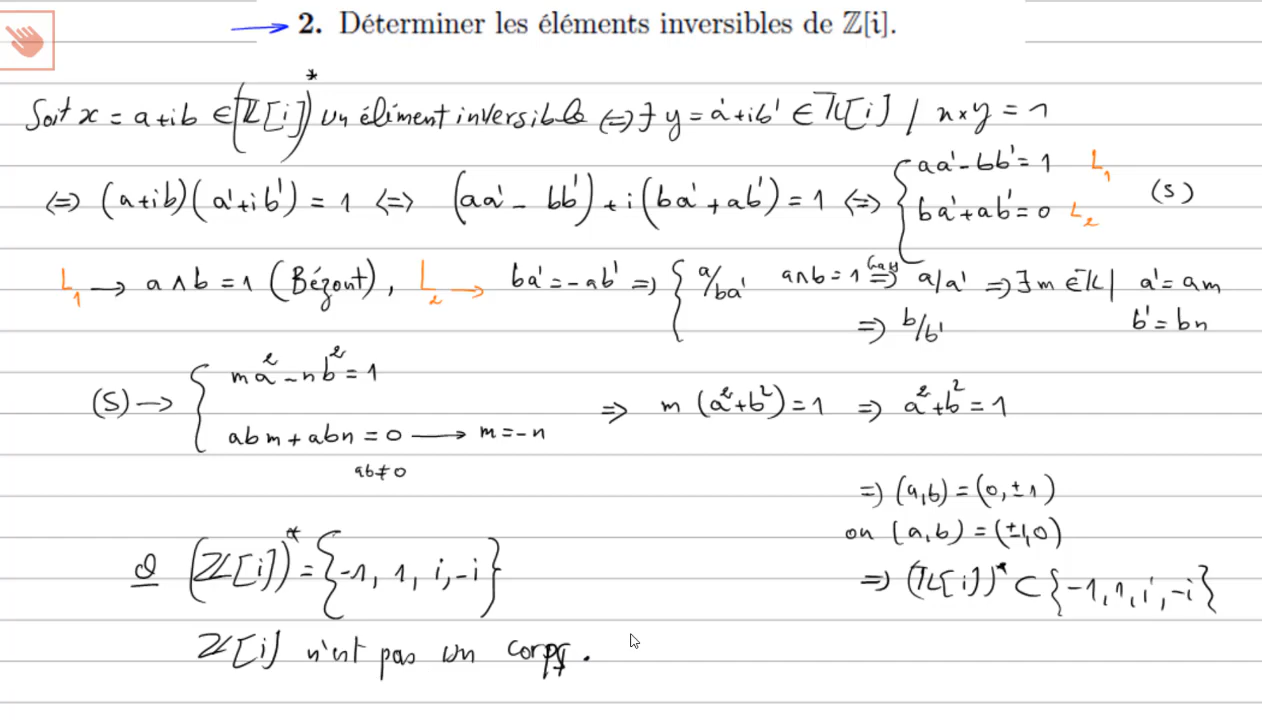 2. Déterminer les éléments inversibles de ℤ[i].
Soit x = a+ib ∈ (ℤ[i])* un élément inversible ⇔ ∃ y = a'+ib' ∈ ℤ[i] / x×y = 1
⇔ (a+ib)(a'+ib') = 1 ⇔ (aa' - bb') + i(ba'+ab') = 1 ⇔ { aa'-bb' = 1 L₁
ba'+ab' = 0 L₂ (S)
L₁ → a∧b = 1 (Bézout), L₂ → ba' = -ab' ⇒ { a/ba' a∧b = 1 ⇒ a/a' ⇒ ∃ m ∈ ℤ | a' = am
⇒ b/b' b' = bn
(S) → { ma² - nb² = 1 ⇒ m(a²+b²) = 1 ⇒ a²+b² = 1
abm + abn = 0 → m = -n
ab≠0
⇒ (a,b) = (0,±1)
ou (a,b) = (±1,0)
⇒ (ℤ[i])* ⊂ {-1,1,i,-i}
(ℤ[i])* = {-1, 1, i, -i}
ℤ[i] n'est pas un corps.